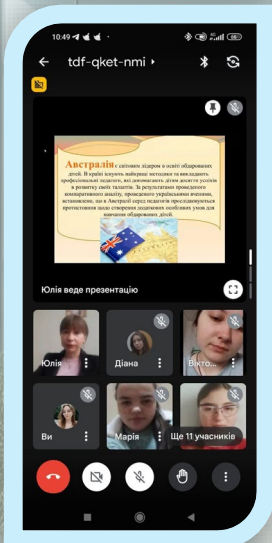 10:49
tdf-qket-nmi
Австралія є світовим лідером в освіті обдарованих
дітей. В країні існують найкращі методики та викладають
професіональні педагоги, які допомагають дітям досягти успіхів
в розвитку своїх талантів. За результатами проведеного
компаративного аналізу, проведеного українськими вченими,
встановлено, що в Австралії серед педагогів прослідковуються
протистояння щодо створення додаткових особливих умов для
навчання обдарованих дітей.
Юлія веде презентацію
Юлія
Діана
Вікто...
Ви
Марія
Ще 11 учасників